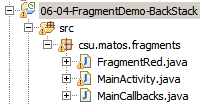 06-04-FragmentDemo-BackStack
src
csu.matos.fragments
FragmentRed.java
MainActivity.java
MainCallbacks.java